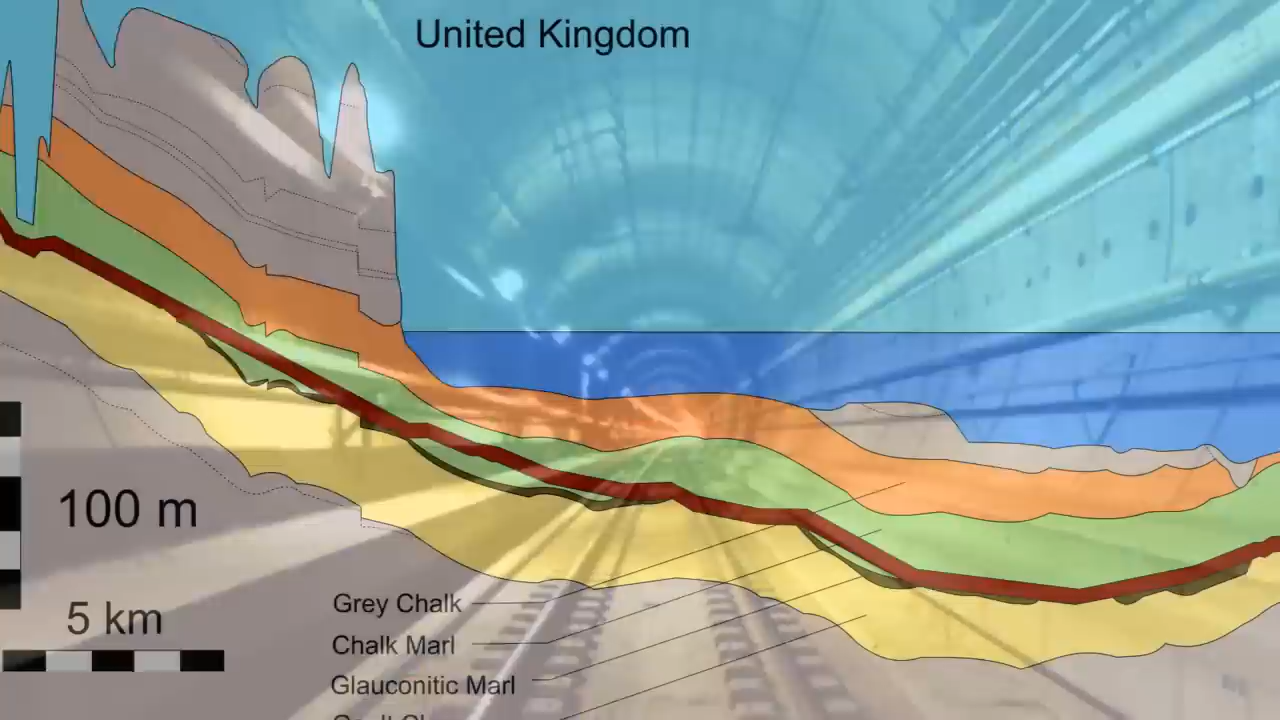 United Kingdom
100 m
5 km
Grey Chalk
Chalk Marl
Glauconitic Marl